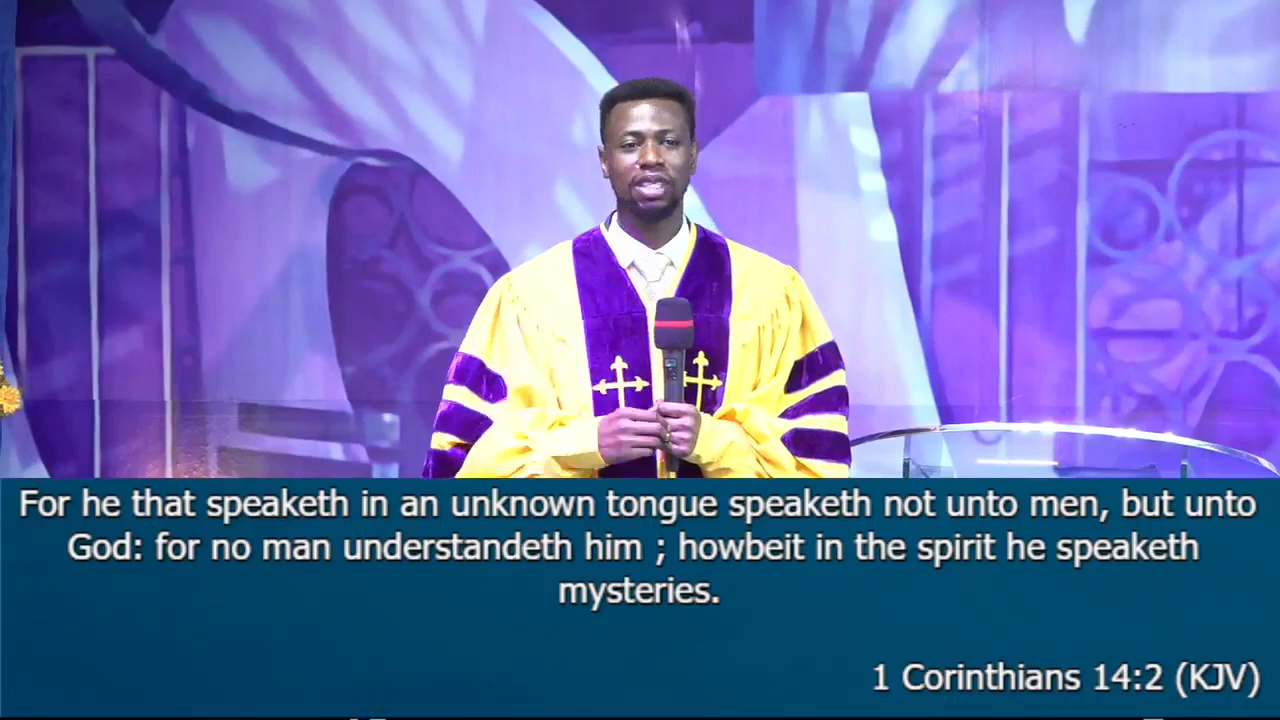 For he that speaketh in an unknown tongue speaketh not unto men, but unto
God: for no man understandeth him ; howbeit in the spirit he speaketh
mysteries.
1 Corinthians 14:2 (KJV)